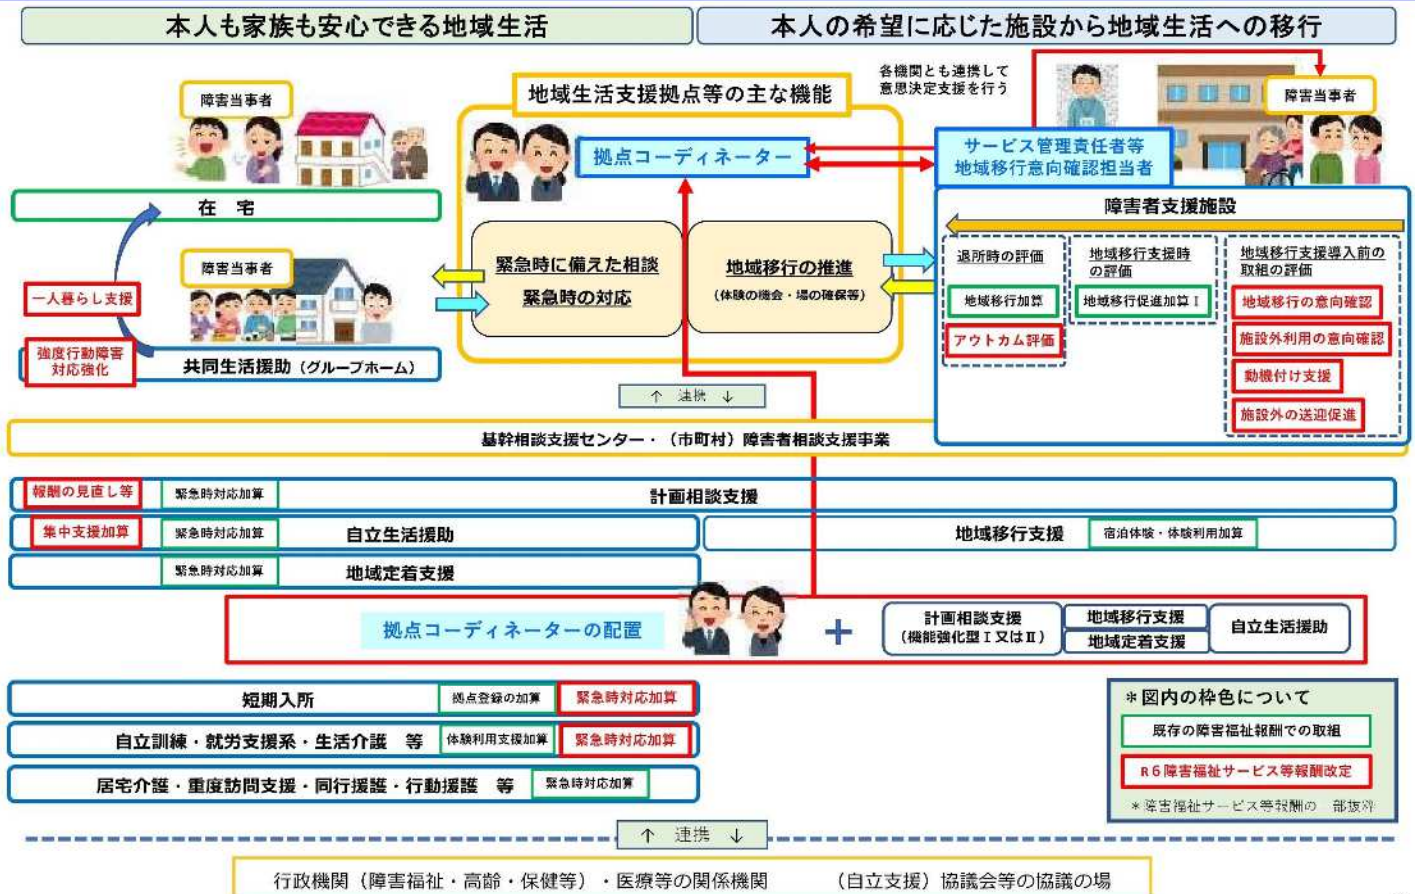 本人も家族も安心できる地域生活
本人の希望に応じた施設から地域生活への移行
障害当事者
地域生活支援拠点等の主な機能
各機関とも連携して
意思決定支援を行う
障害当事者
拠点コーディネーター
サービス管理責任者等
地域移行意向確認担当者
在　宅
障害者支援施設
障害当事者
緊急時に備えた相談
緊急時の対応
地域移行の推進
(体験の機会・場の確保等)
退所時の評価
地域移行加算
アウトカム評価
地域移行支援時
の評価
地域移行促進加算Ⅰ
地域移行支援導入前の
取組の評価
地域移行の意向確認
施設外利用の意向確認
動機付け支援
施設外の送迎促進
一人暮らし支援
強度行動障害
対応強化
共同生活援助（グループホーム）
↑ 連携 ↓
基幹相談支援センター・（市町村）障害者相談支援事業
報酬の見直し等
緊急時対応加算
計画相談支援
集中支援加算
緊急時対応加算
自立生活援助
地域移行支援
宿泊体験・体験利用加算
緊急時対応加算
地域定着支援
拠点コーディネーターの配置
+
計画相談支援
（機能強化型Ⅰ又はⅡ）
地域移行支援
地域定着支援
自立生活援助
短期入所
拠点登録の加算
緊急時対応加算
自立訓練・就労支援系・生活介護　等
体験利用支援加算
緊急時対応加算
居宅介護・重度訪問支援・同行援護・行動援護　等
緊急時対応加算
＊図内の枠色について
既存の障害福祉報酬での取組
R６障害福祉サービス等報酬改定
＊障害福祉サービス等報酬の　部抜粋
↑ 連携 ↓
行政機関（障害福祉・高齢・保健等）・医療等の関係機関　（自立支援）協議会等の協議の場